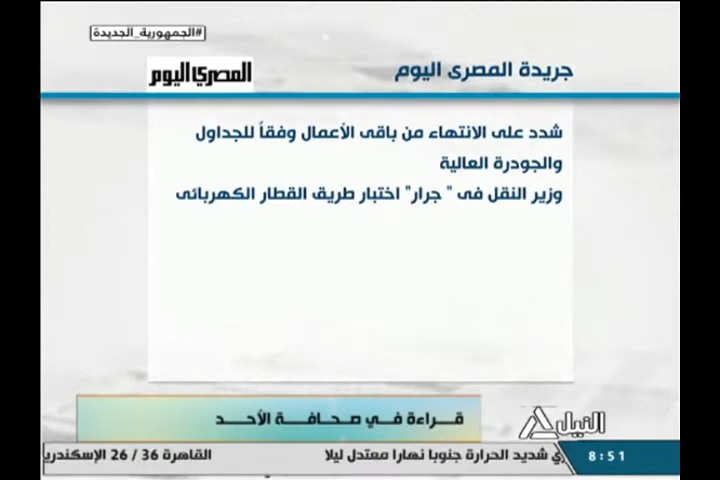 #الجمهورية_الجديدة
جريدة المصرى اليوم
المصري اليوم
شدد على الانتهاء من باقى الأعمال وفقاً للجداول
والجودرة العالية
وزير النقل فى " جرار" اختبار طريق القطار الكهربائى
قراءة في صحافة الأحد
النيل
شديد الحرارة جنوبا نهارا معتدل ليلا
القاهرة 36 / 26
8:51